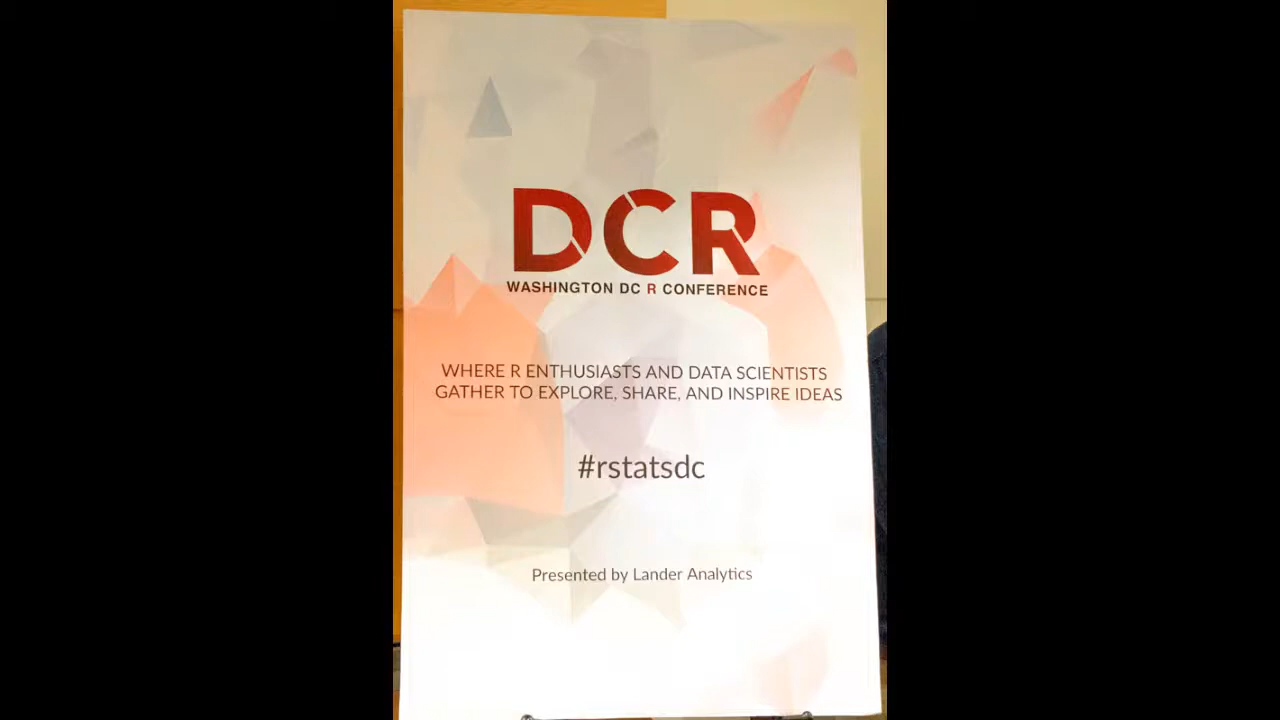 DCR
WASHINGTON DC R CONFERENCE
WHERE R ENTHUSIASTS AND DATA SCIENTISTS
GATHER TO EXPLORE, SHARE, AND INSPIRE IDEAS
#rstatsdc
Presented by Lander Analytics